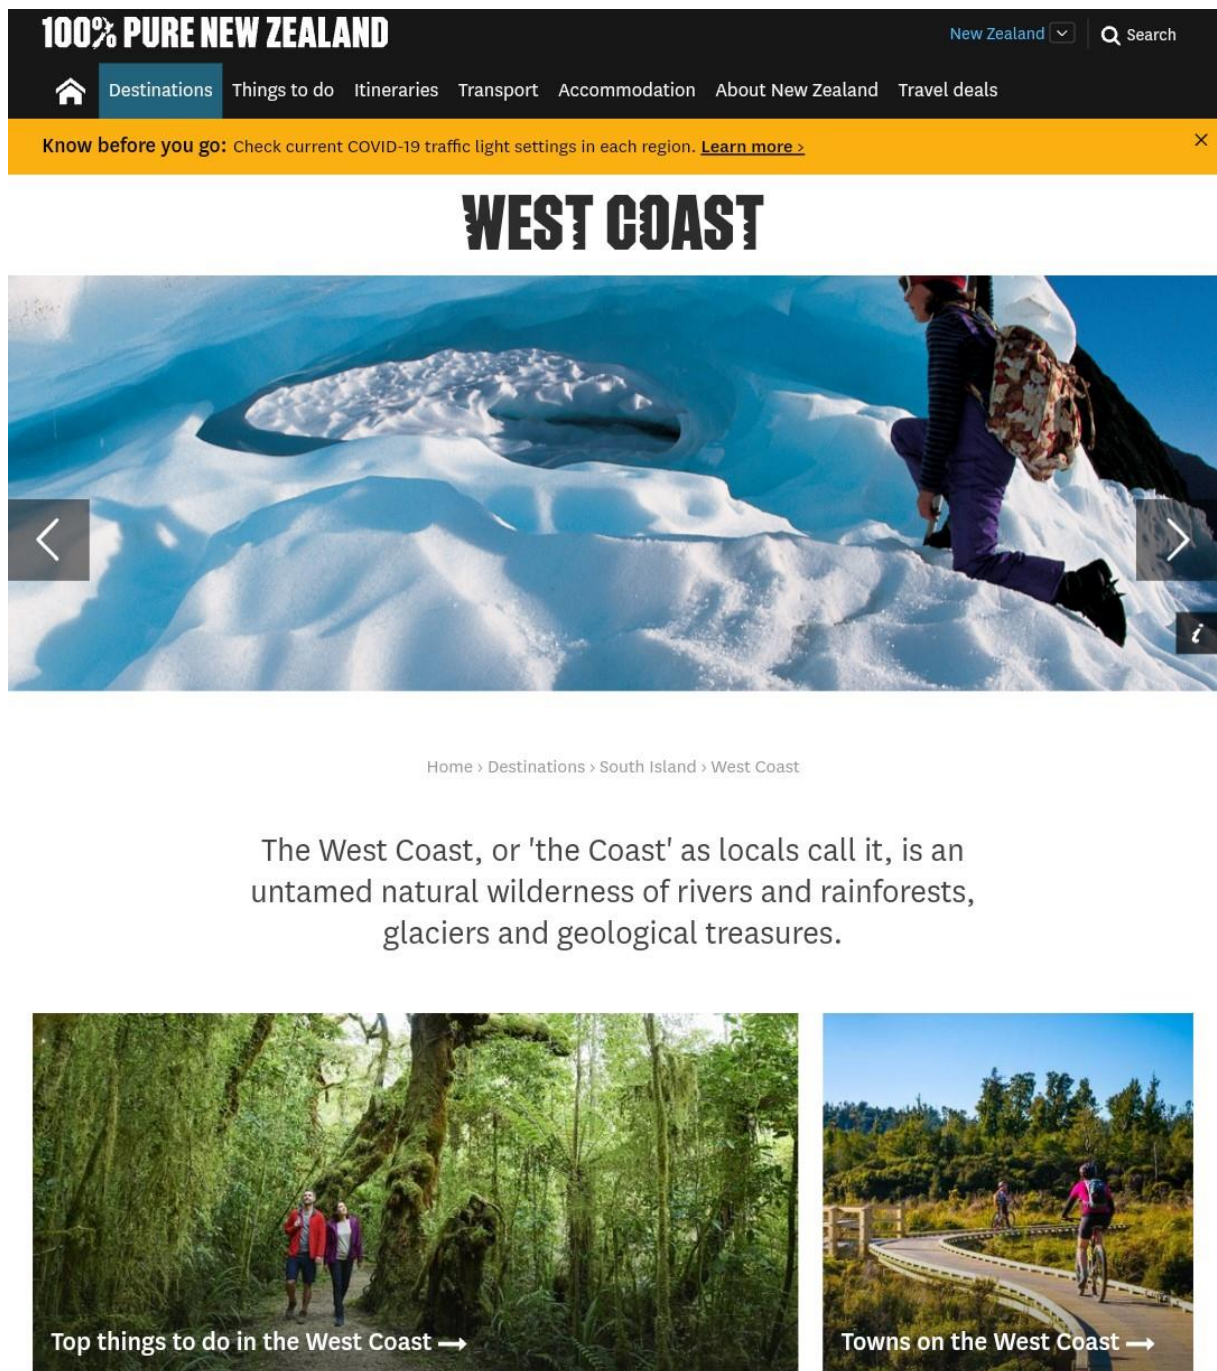 100% PURE NEW ZEALAND
New Zealand
Search
Destinations Things to do Itineraries Transport Accommodation About New Zealand Travel deals
Know before you go: Check current COVID-19 traffic light settings in each region. Learn more >
WEST COAST
i
Home › Destinations › South Island › West Coast
The West Coast, or 'the Coast' as locals call it, is an
untamed natural wilderness of rivers and rainforests,
glaciers and geological treasures.
Top things to do in the West Coast →
Towns on the West Coast →